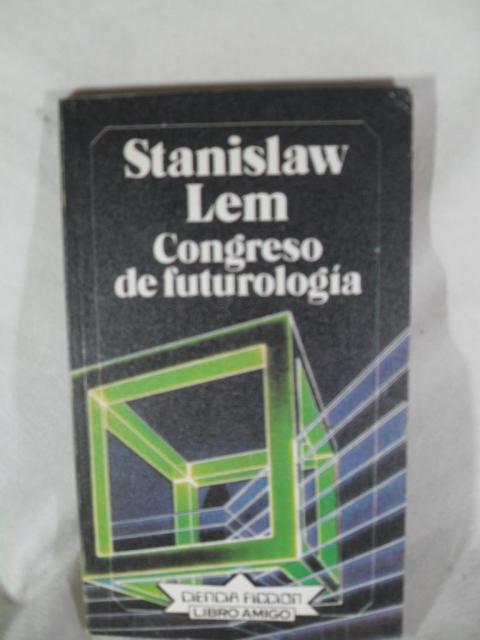 Stanislaw
Lem
Congreso
de futurología
CIENCIA FICCION
LIBRO AMIGO